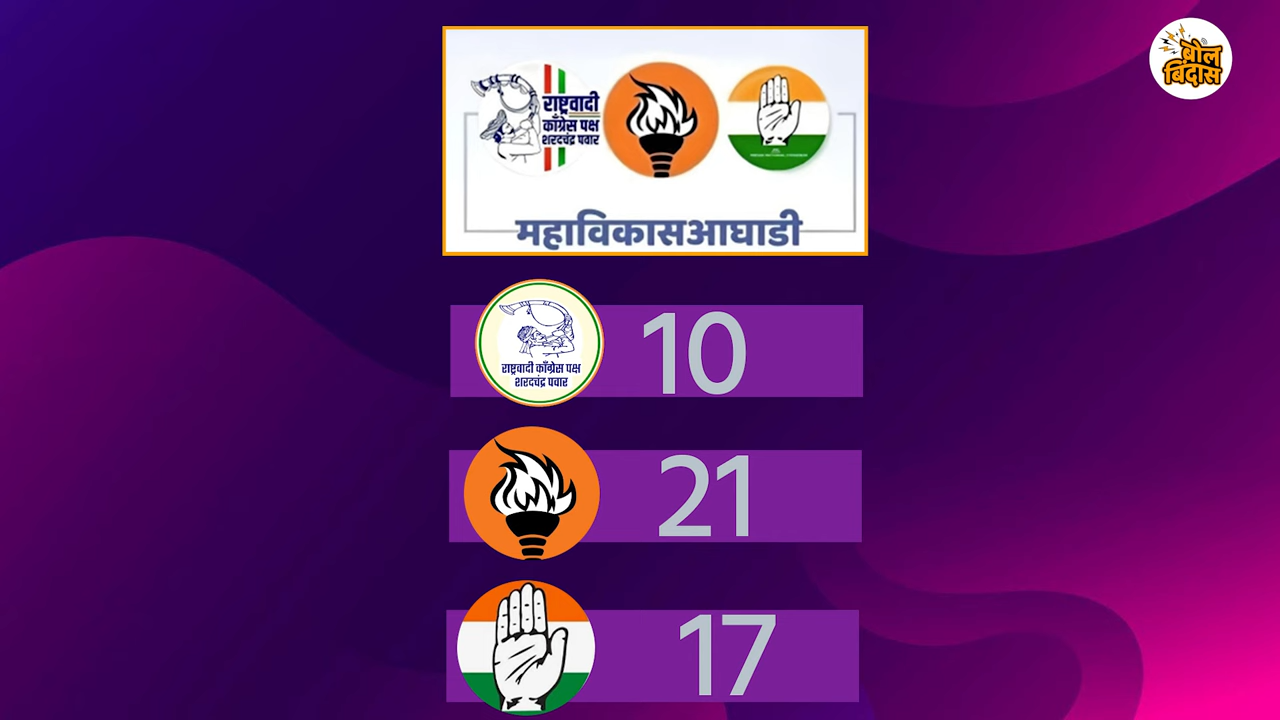 बोल
बिंदास
राष्ट्रवादी
काँग्रेस पक्ष
शरदचंद्र पवार
महाविकासआघाडी
राष्ट्रवादी काँग्रेस पक्ष
शरदचंद्र पवार
10
21
17